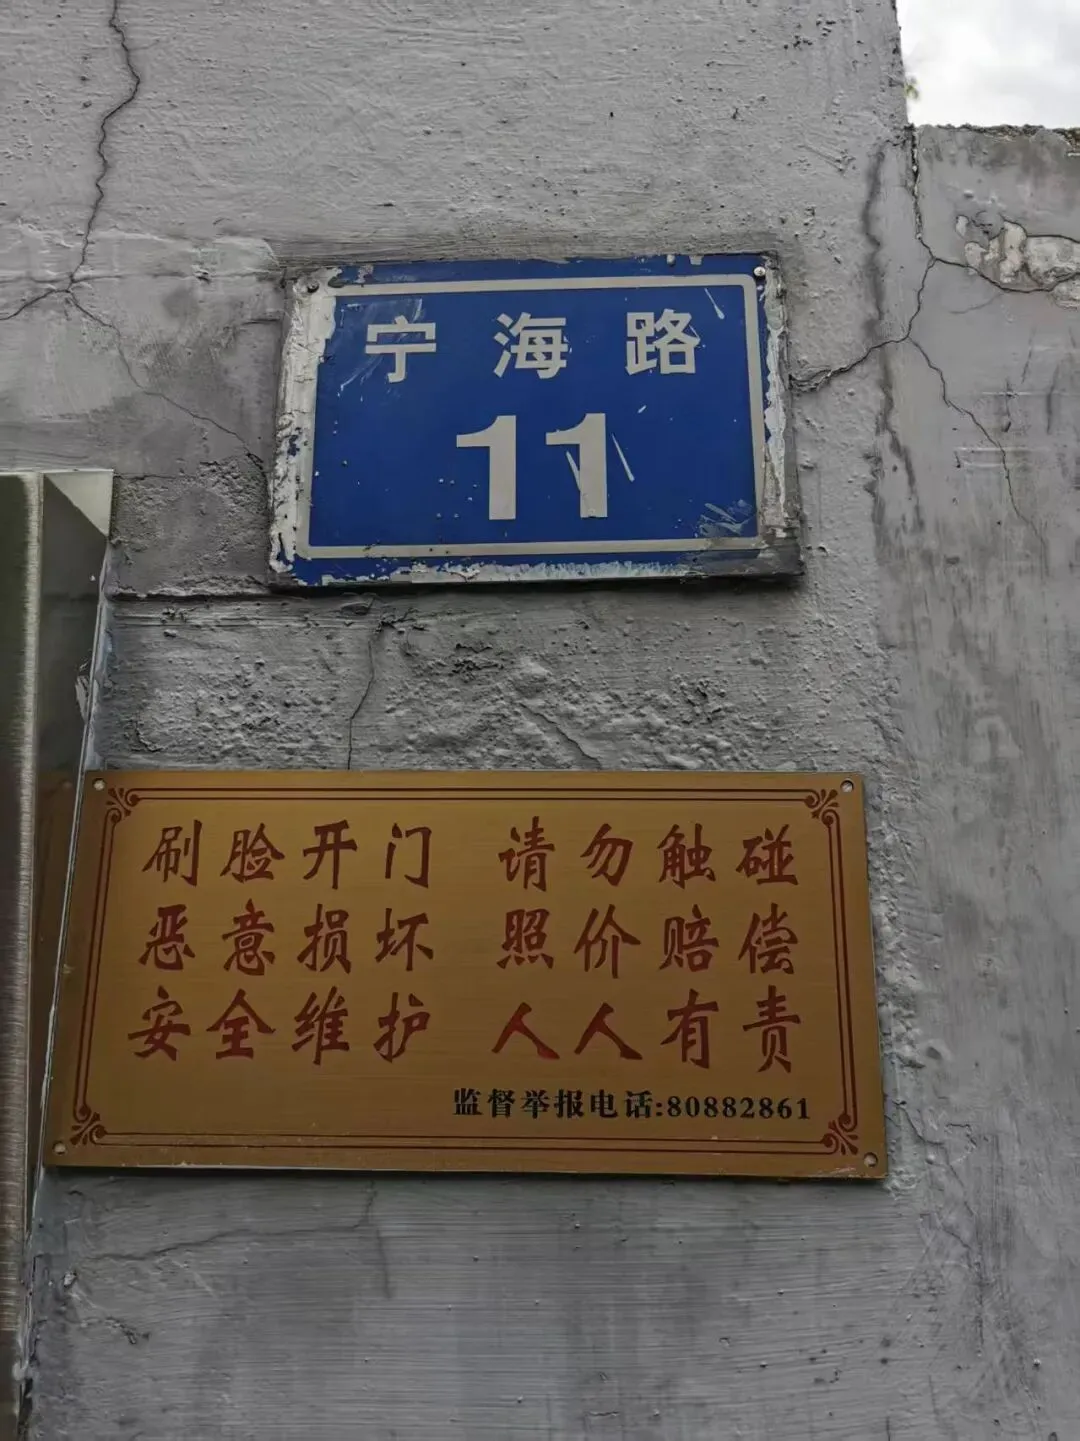 宁海路
11
刷脸开门 请勿触碰
恶意损坏 照价赔偿
安全维护 人人有责
监督举报电话:80882861